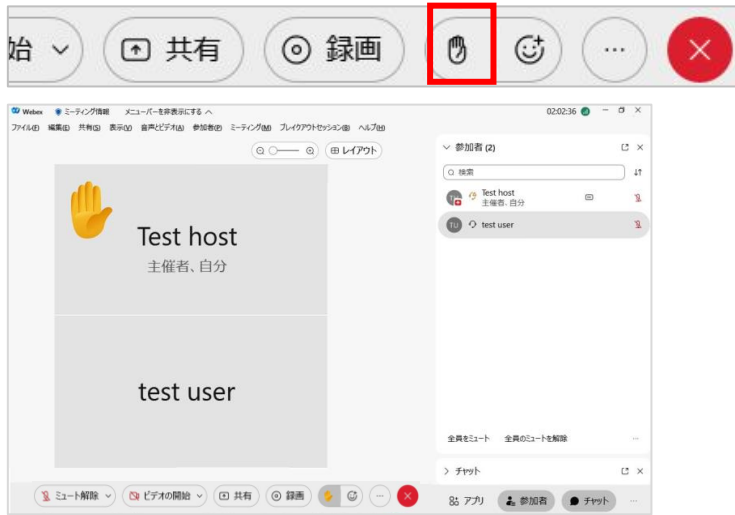 始
共有
録画
Webex ミーティング情報 メニューバーを非表示にする
02:02:36
ファイル(F) 編集(E) 共有(S) 表示(V) 音声とビデオ(A) 参加者(P) ミーティング(M) ブレイクアウトセッション(B) ヘルプ(H)
レイアウト
参加者 (2)
検索
Test host
主催者、自分
TU test user
Test host
主催者、自分
test user
全員をミュート 全員のミュートを解除
チャット
ミュート解除 ビデオの開始 共有 録画
アプリ 参加者 チャット